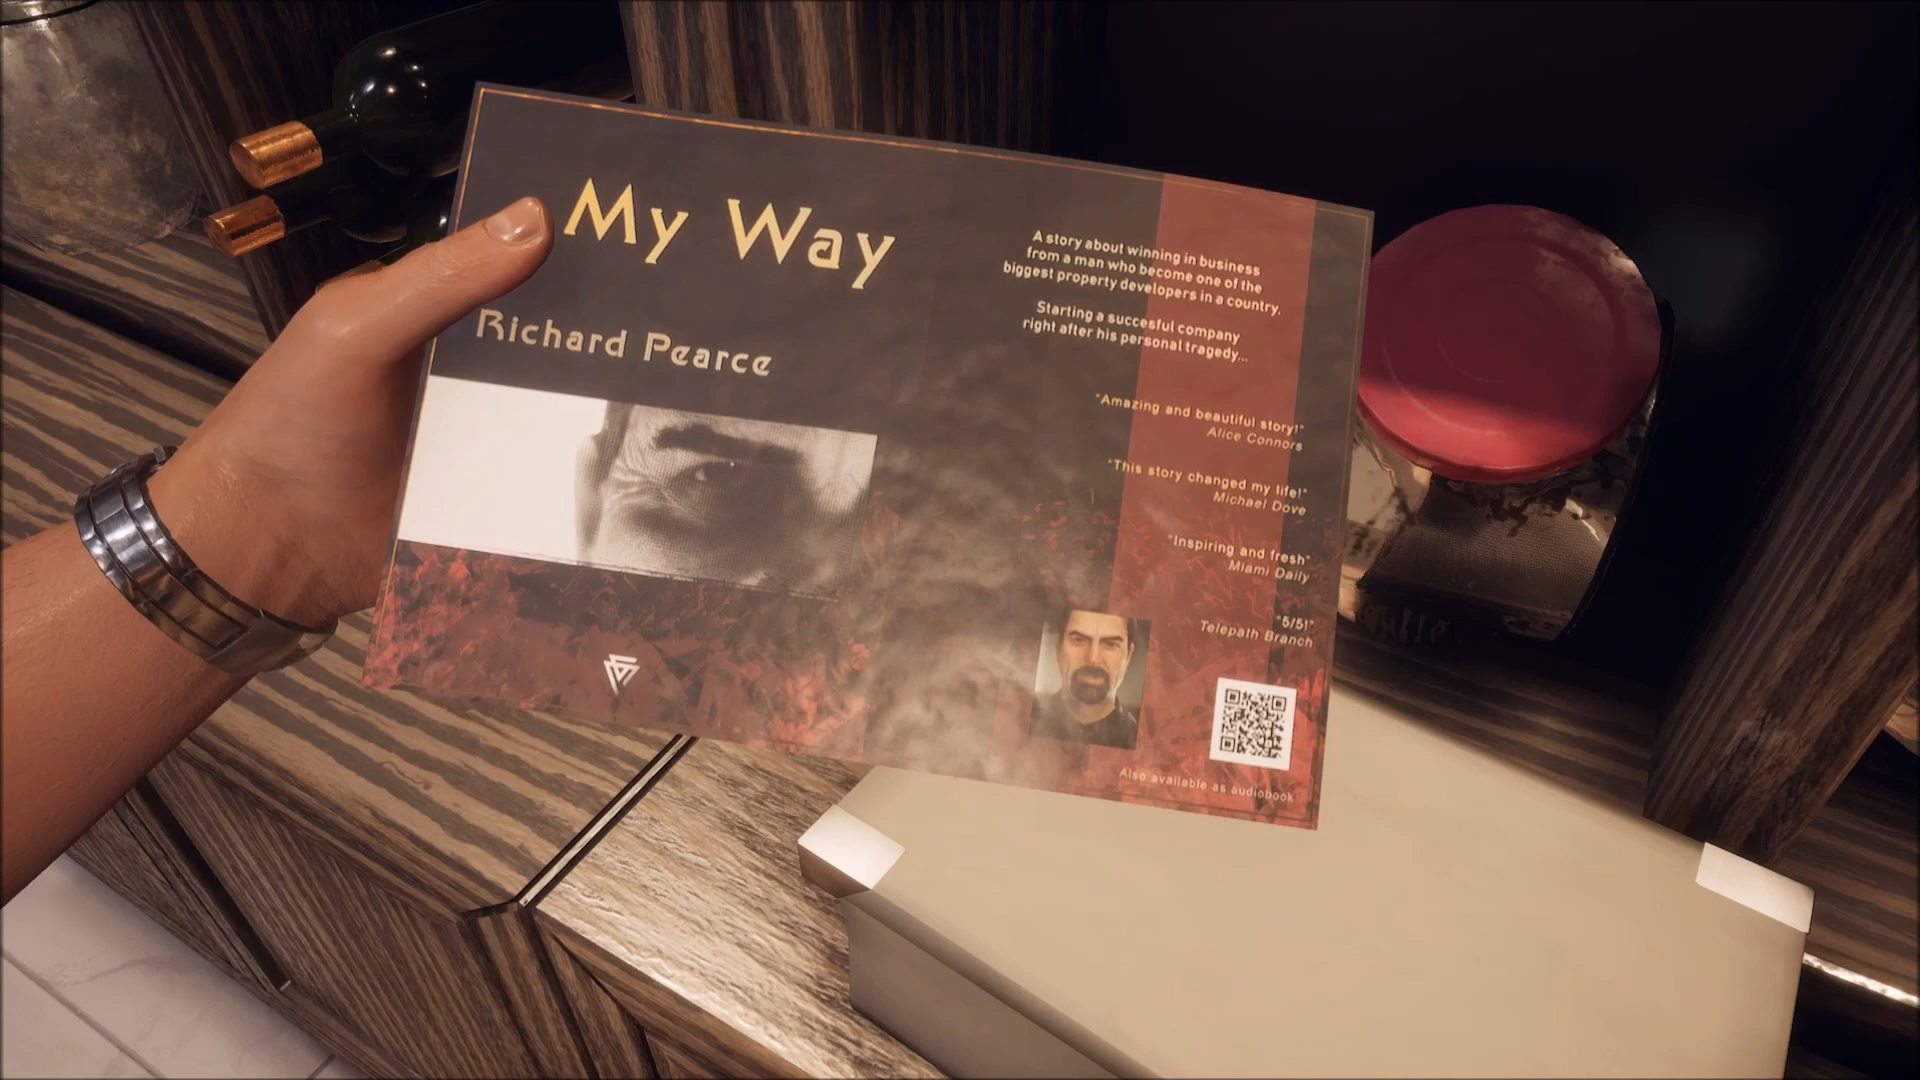 My Way
Richard Pearce
A story about winning in business
from a man who become one of the
biggest property developers in a country.
Starting a succesful company
right after his personal tragedy...
"Amazing and beautiful story!"
Alice Connors
"This story changed my life!"
Michael Dove
"Inspiring and fresh"
Miami Daily
"5/5!"
Telepath Branch
Also available as audiobook